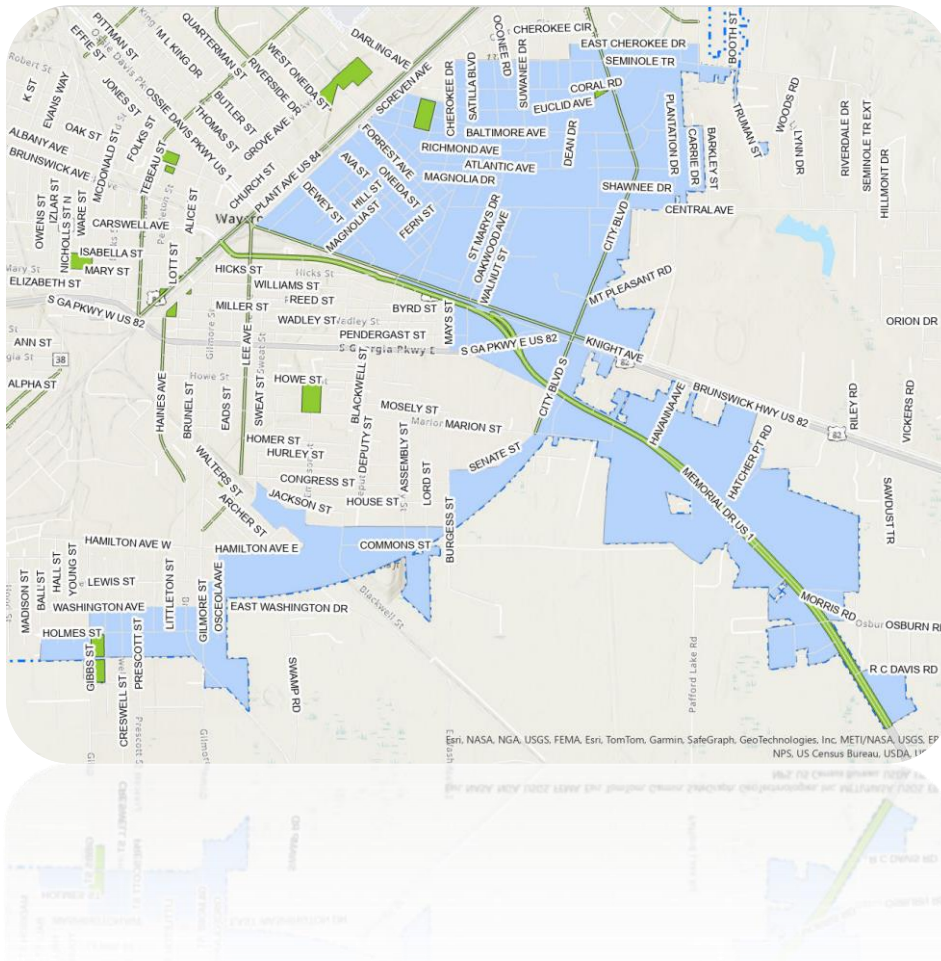 PITTMAN ST
EFFIE ST
M L KING DR
QUARTERMAN ST
WEST ONEIDA ST
DARLING AVE
OCONEE RD
CHEROKEE CIR
EAST CHEROKEE DR
SEMINOLE TR
BOOTH ST
Robert St
K ST
EVANS WAY
JONES ST
OSSIE DAVIS PKWY US 1
THOMAS ST
BUTLER ST
RIVERSIDE DR
GROVE AVE
SCREVEN AVE
CHEROKEE DR
SATILLA BLVD
SUWANEE DR
CORAL RD
EUCLID AVE
PLANTATION DR
WOODS RD
OAK ST
FOLKS ST
ALBANY AVE
MCDONALD ST
BRUNSWICK AVE
TEBEAU ST
CHURCH ST
PLANT AVE US 84
FORREST AVE
BALTIMORE AVE
DEAN DR
TRUMAN ST
LYNN DR
RIVERDALE DR
SEMINOLE TR EXT
HILLMONT DR
RICHMOND AVE
ATLANTIC AVE
MAGNOLIA DR
CARRIE DR
BARKLEY ST
AVA ST
HILL ST
ONEIDA ST
DEWEY ST
MAGNOLIA ST
FERN ST
SHAWNEE DR
CENTRAL AVE
OWENS ST
IZLAR ST
NICHOLLS ST N
WARE ST
CARSWELL AVE
ALICE ST
ISABELLA ST
MARY ST
ELIZABETH ST
LOTT ST
HICKS ST
Hicks St
WILLIAMS ST
REED ST
MILLER ST
WADLEY ST
PENDERGAST ST
BYRD ST
MAYS ST
ST MARYS DR
OAKWOOD AVE
WALNUT ST
CITY BLVD
MT PLEASANT RD
S GA PKWY W US 82
ANN ST
38
ALPHA ST
Gilmore St
LEE AVE
Sweat St
S Georgia Pkwy E
S GA PKWY E US 82
KNIGHT AVE
ORION DR
BRUNSWICK HWY US 82
82
Howe St
HOWE ST
HAINES AVE
BRUNEL ST
EADS ST
SWEAT ST
BLACKWELL ST
MOSELY ST
MARION ST
CITY BLVD S
HAVANNA AVE
HATCHER PT RD
RILEY RD
VICKERS RD
HOMER ST
HURLEY ST
DEPUTY ST
ASSEMBLY ST
LORD ST
SENATE ST
WALTERS ST
CONGRESS ST
JACKSON ST
HOUSE ST
ARCHER ST
BURGESS ST
MEMORIAL DR US 1
SAWDUST TR
HAMILTON AVE W
HAMILTON AVE E
COMMONS ST
MADISON ST
BALL ST
HALL ST
YOUNG ST
LEWIS ST
LITTLETON ST
GILMORE ST
OSCEOLA AVE
WASHINGTON AVE
EAST WASHINGTON DR
Blackwell St
MORRIS RD
OSBURN RD
HOLMES ST
GIBBS ST
CRESWELL ST
PRESCOTT ST
Prescott St
SWAMP RD
Pafford Lake Rd
R C DAVIS RD
Esri, NASA, NGA, USGS, FEMA, Esri, TomTom, Garmin, SafeGraph, GeoTechnologies, Inc, METI/NASA, USGS,
NPS, US Census Bureau, USDA,